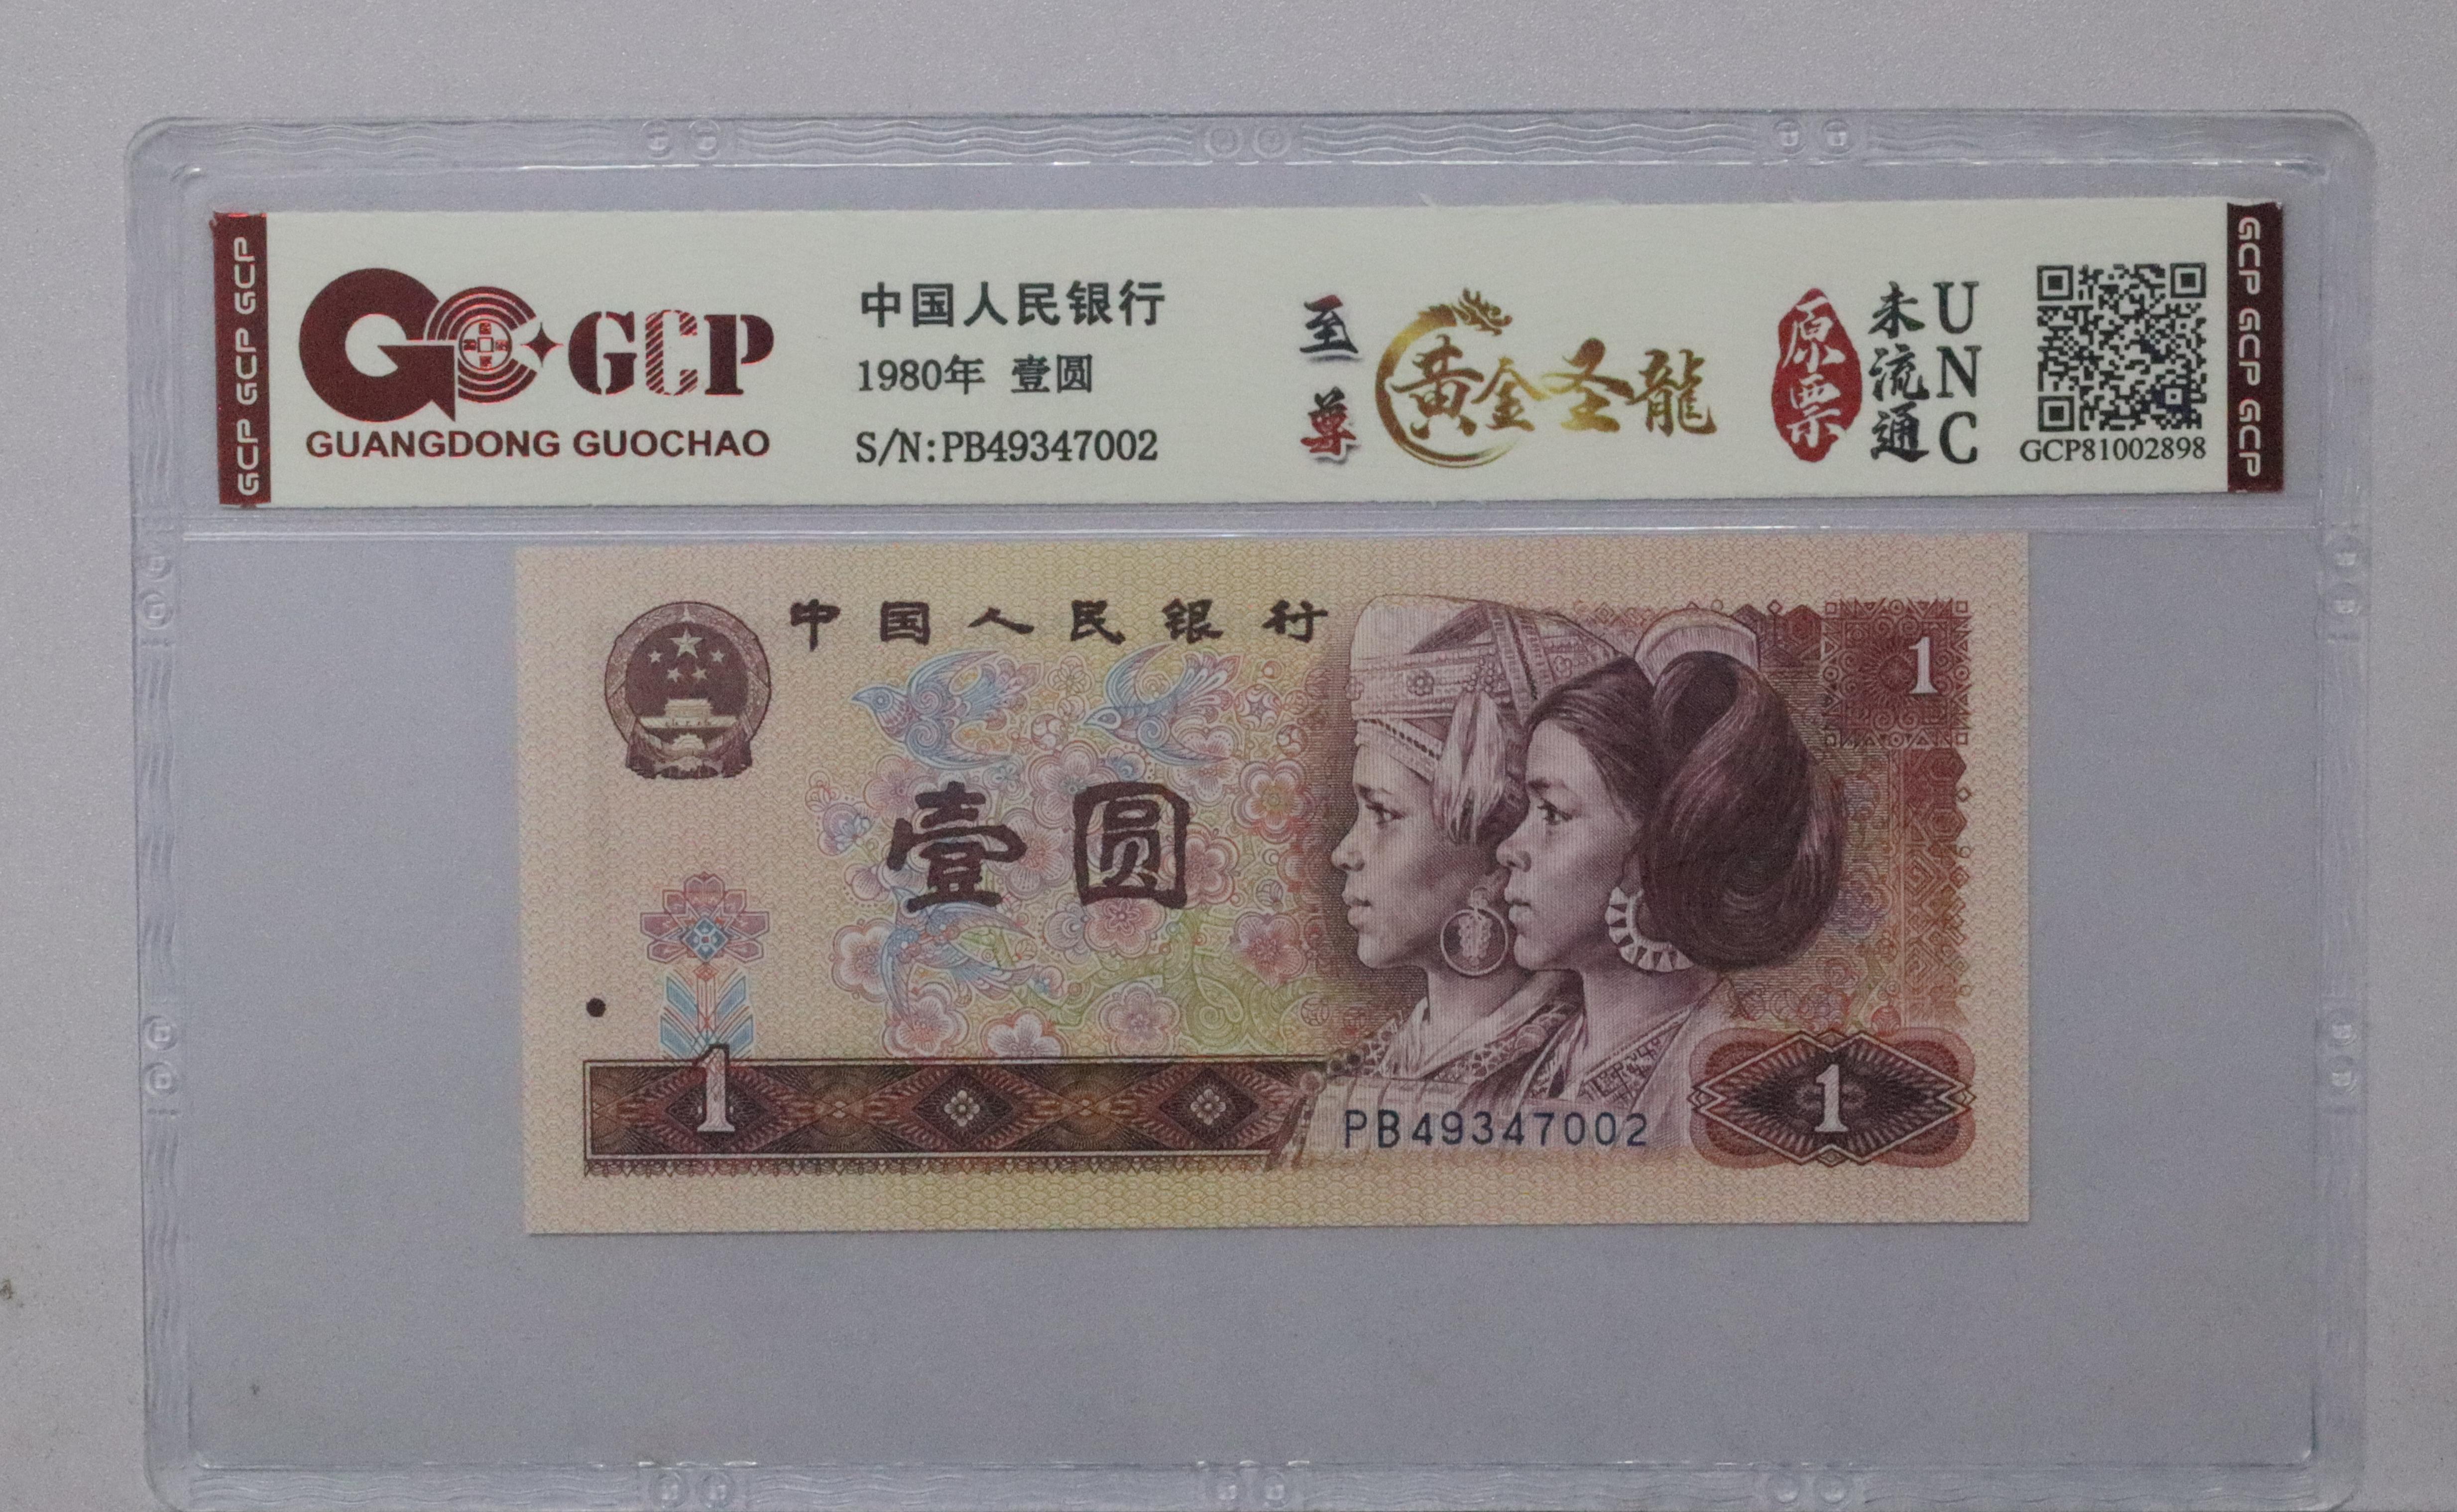 GCP GCP GCP
GCP
GUANGDONG GUOCHAO
中国人民银行
1980年 壹圆
S/N:PB49347002
至尊
黃金圣龍
原票
未流通
UNC
GCP81002898
GCP GCP GCP
中国人民银行
1
壹圆
1
1
PB49347002